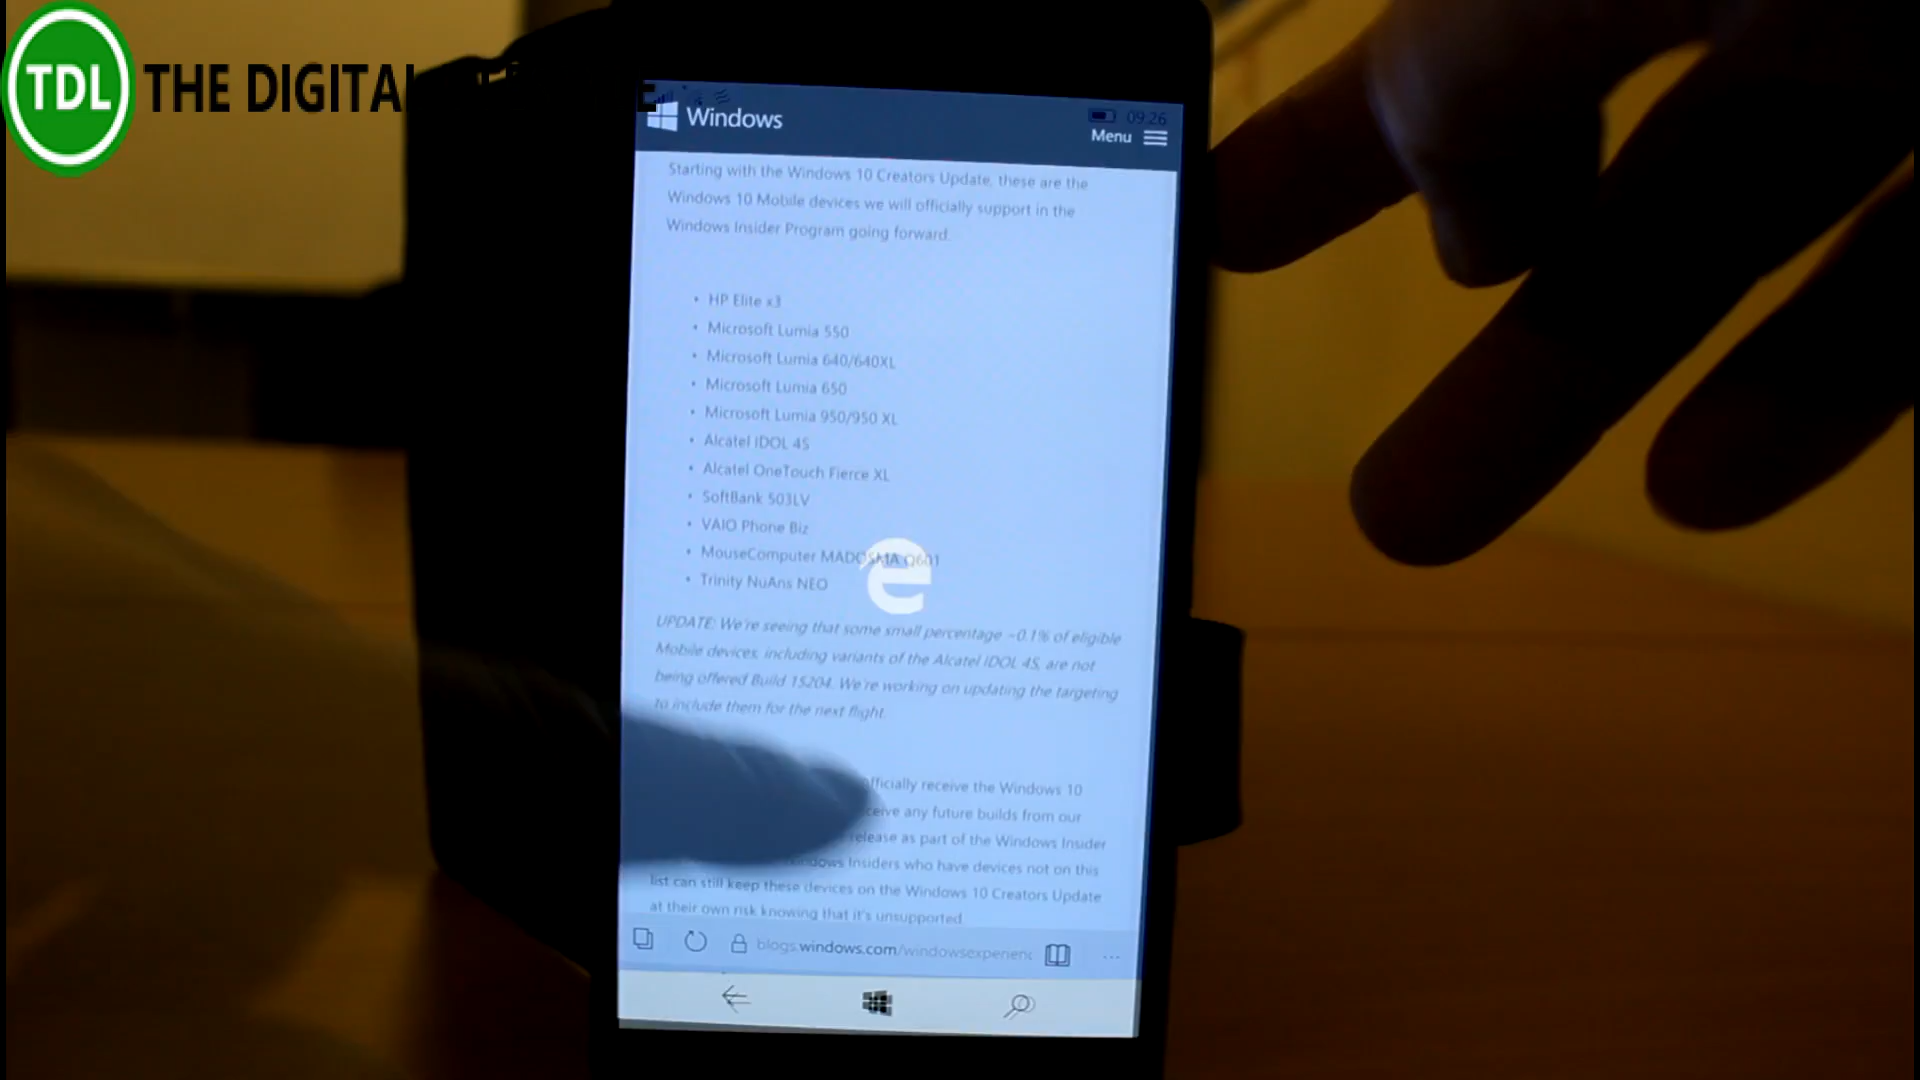 TDL THE DIGITAL
Windows
09:26
Menu
Starting with the Windows 10 Creators Update, these are the
Windows 10 Mobile devices we will officially support in the
Windows Insider Program going forward.
• HP Elite x3
• Microsoft Lumia 550
• Microsoft Lumia 640/640XL
• Microsoft Lumia 650
• Microsoft Lumia 950/950 XL
• Alcatel IDOL 4S
• Alcatel OneTouch Fierce XL
• SoftBank 503LV
• VAIO Phone Biz
• MouseComputer MADOSMA Q601
• Trinity NuAns NEO
UPDATE: We're seeing that some small percentage ~0.1% of eligible
Mobile devices, including variants of the Alcatel IDOL 4S, are not
being offered Build 15204. We're working on updating the targeting
to include them for the next flight.
officially receive the Windows 10
any future builds from our
release as part of the Windows Insider
Windows Insiders who have devices not on this
list can still keep these devices on the Windows 10 Creators Update
at their own risk knowing that it's unsupported.
blogs.windows.com/windowsexperienc